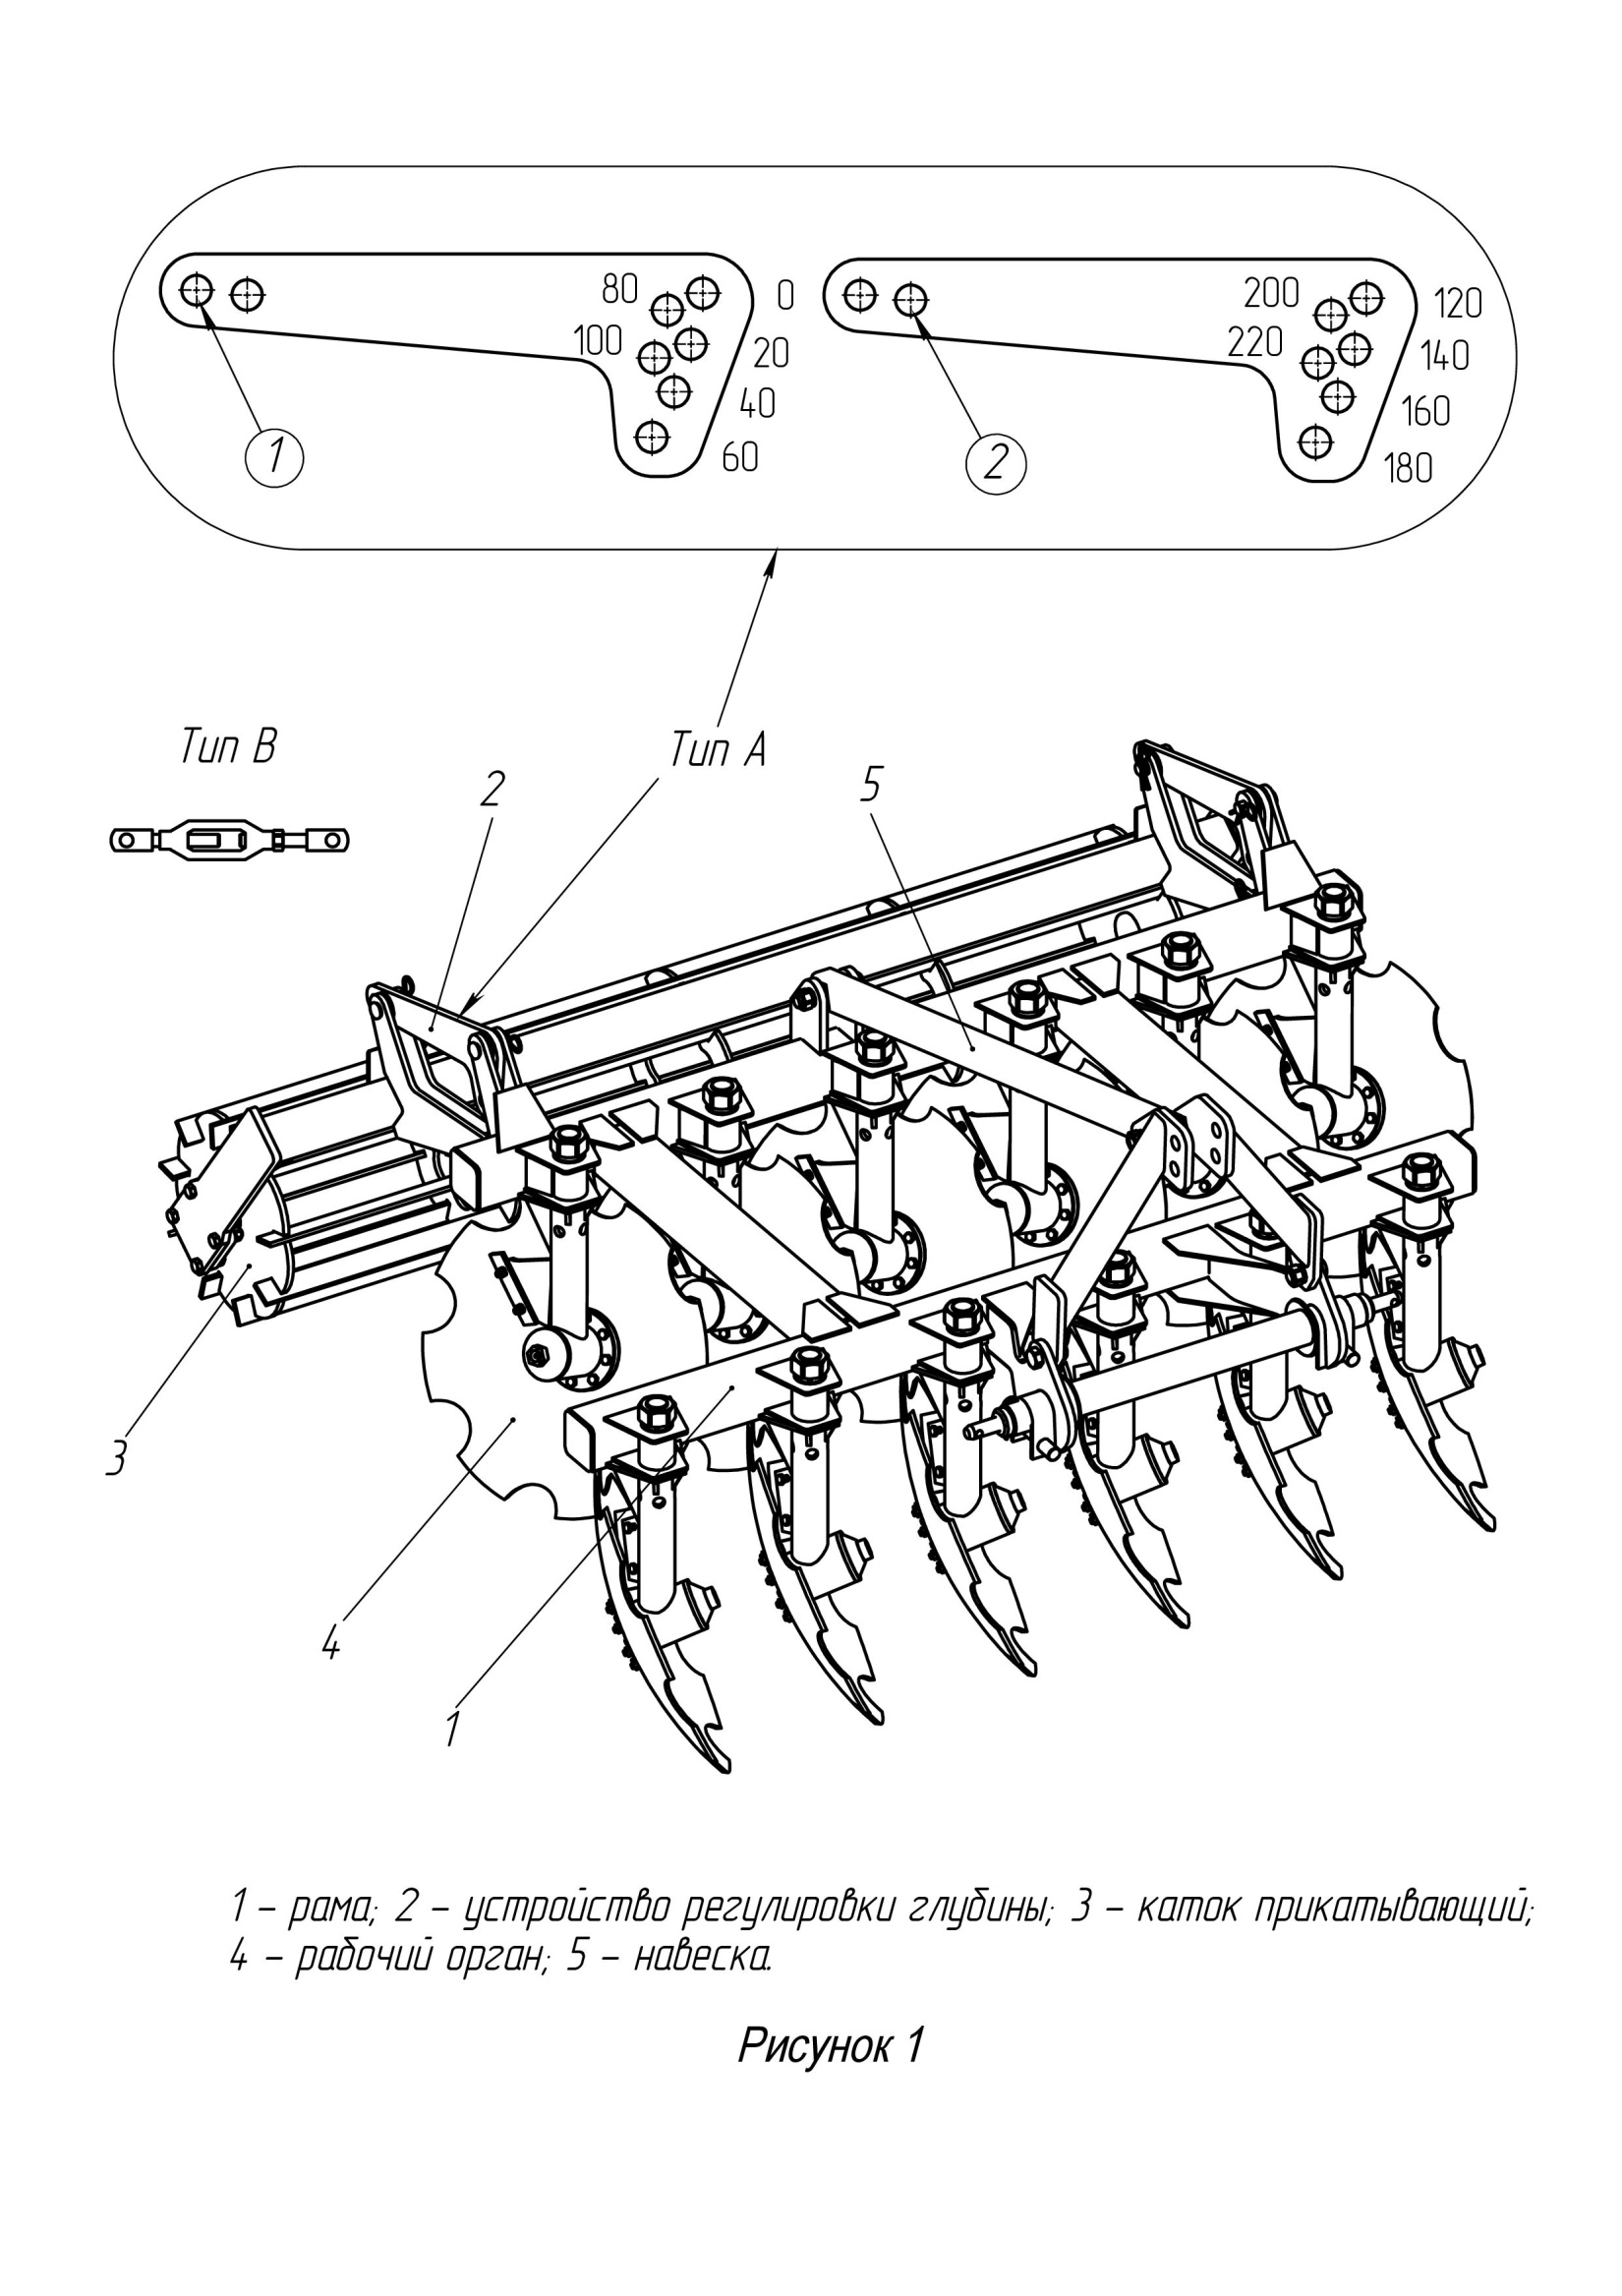 80 0 200 120
100 20 220 140
40 160
60 180
1 2
Тип В
Тип А
2 5
3
4
1
1 – рама; 2 – устройство регулировки глубины; 3 – каток прикатывающий;
4 – рабочий орган; 5 – навеска.
Рисунок 1